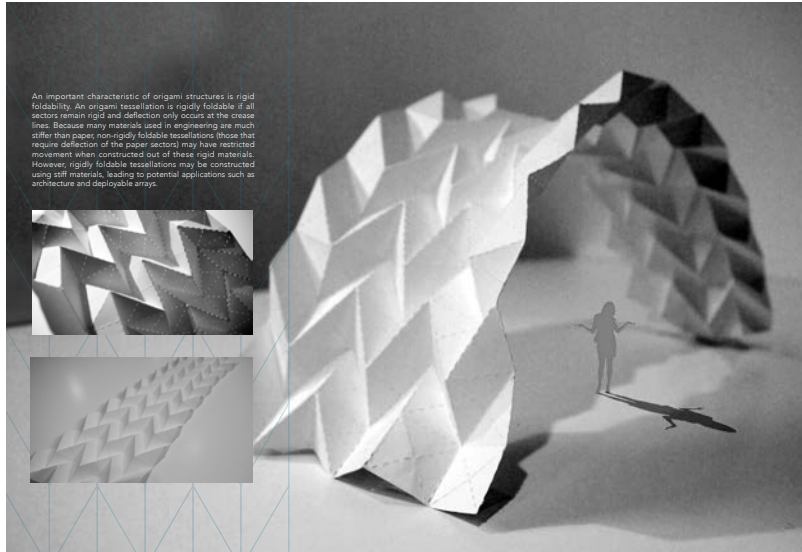 An important characteristic of origami structures is rigid
foldability. An origami tessellation is rigidly foldable if all
sectors remain rigid and deflection only occurs at the crease
lines. Because many materials used in engineering are much
stiffer than paper, non-rigidly foldable tessellations (those that
require deflection of the paper sectors) may have restricted
movement when constructed out of these rigid materials.
However, rigidly foldable tessellations may be constructed
using stiff materials, leading to potential applications such as
architecture and deployable arrays.